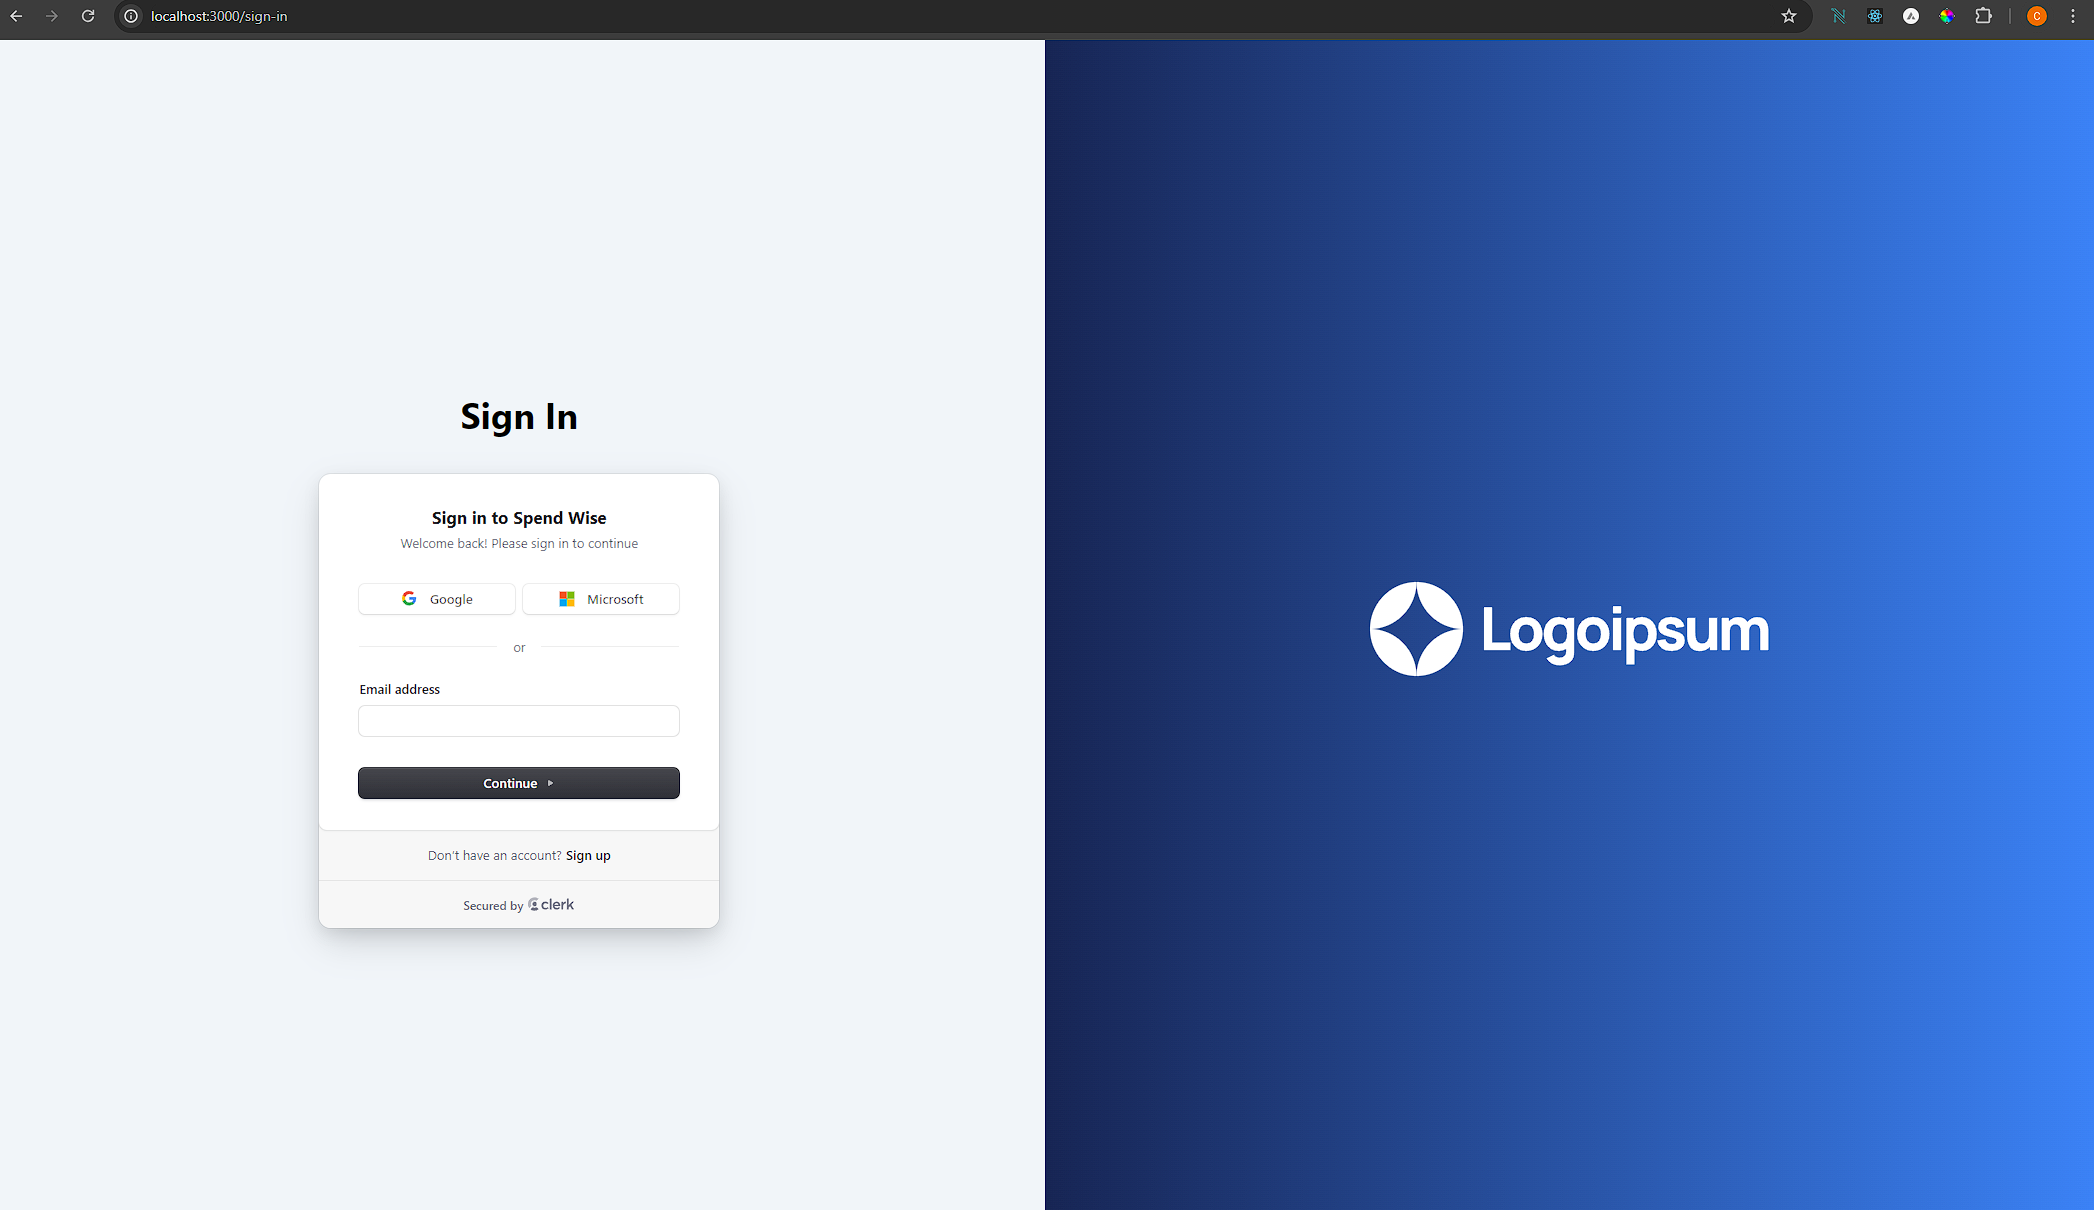 localhost:3000/sign-in
C
Sign In
Sign in to Spend Wise
Welcome back! Please sign in to continue
Google
Microsoft
or
Email address
Continue
Don't have an account? Sign up
Secured by clerk
Logoipsum